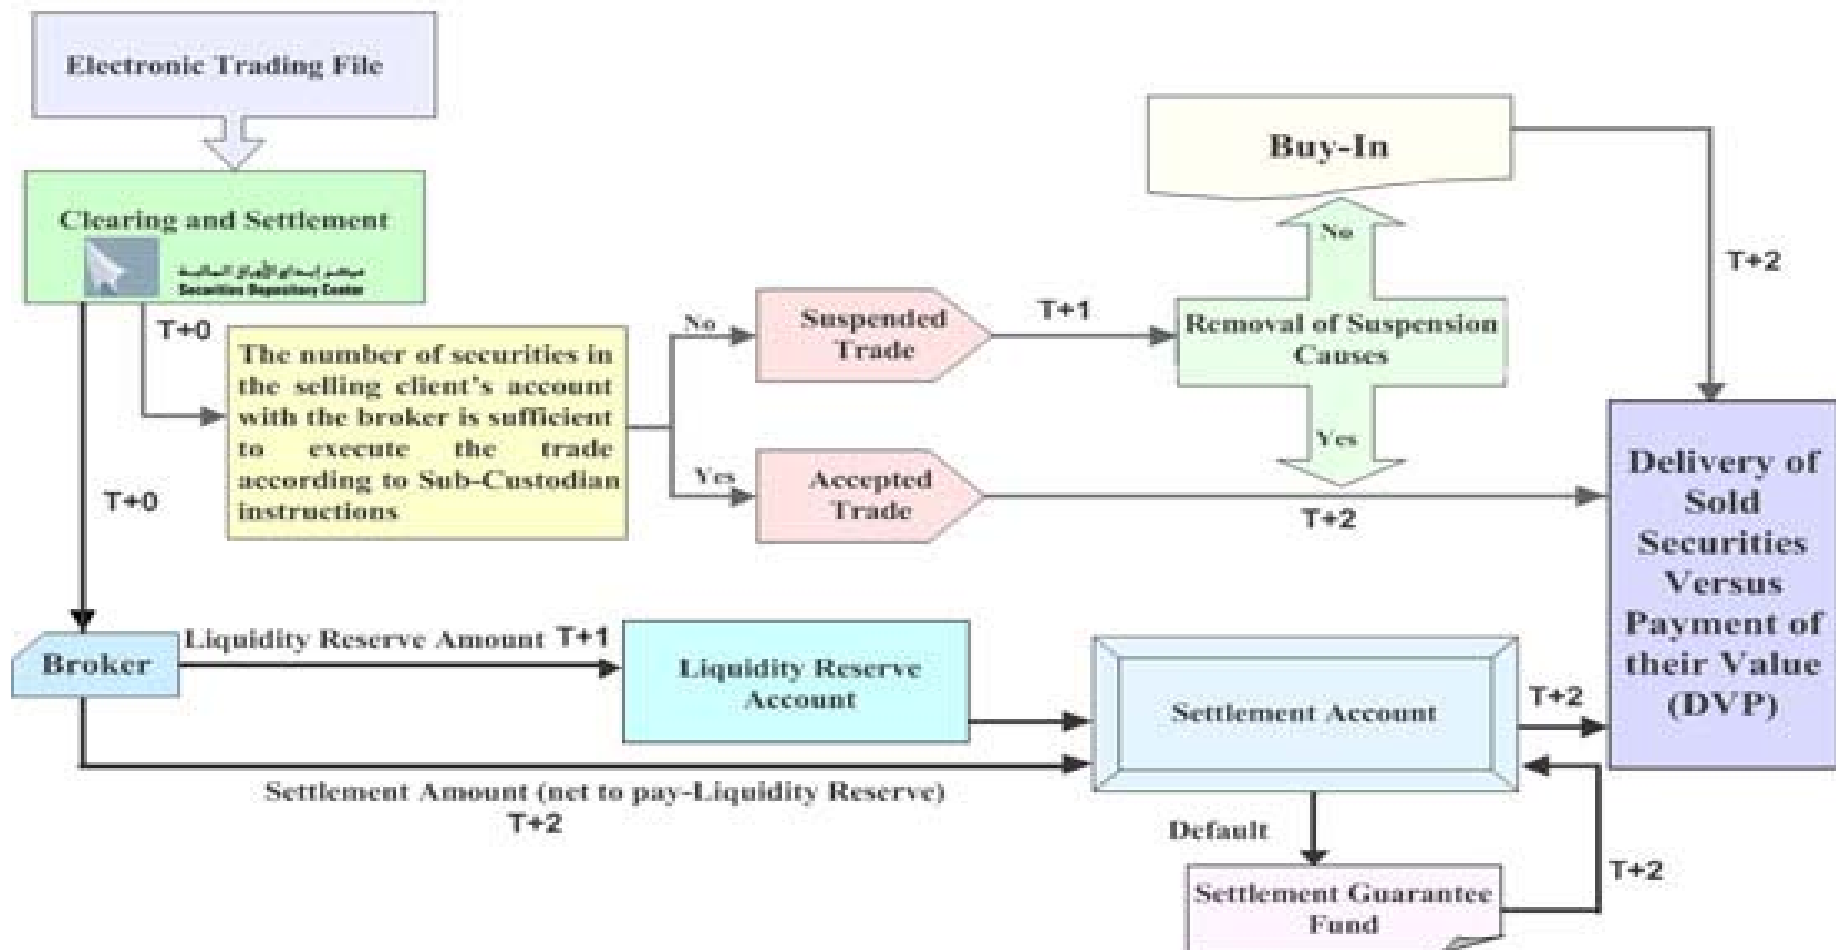 Electronic Trading File
Clearing and Settlement
مركز إيداع الأوراق المالية
Securities Depository Center
T+0
T+0
The number of securities in
the selling client's account
with the broker is sufficient
to execute the trade
according to Sub-Custodian
instructions
No
Yes
Suspended
Trade
Accepted
Trade
T+1
Removal of Suspension
Causes
No
Yes
Buy-In
T+2
T+2
Delivery of
Sold
Securities
Versus
Payment of
their Value
(DVP)
Broker
Liquidity Reserve Amount T+1
Liquidity Reserve
Account
Settlement Account
T+2
Settlement Amount (net to pay-Liquidity Reserve)
T+2
Default
Settlement Guarantee
Fund
T+2